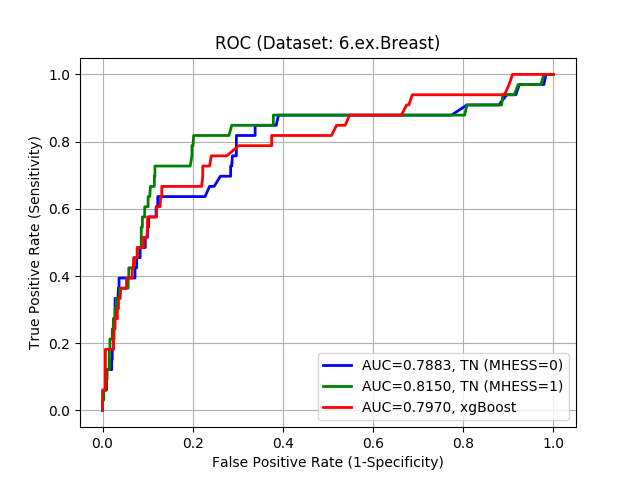 ROC (Dataset: 6.ex.Breast)
True Positive Rate (Sensitivity)
1.0
0.8
0.6
0.4
0.2
0.0
AUC=0.7883, TN (MHESS=0)
AUC=0.8150, TN (MHESS=1)
AUC=0.7970, xgBoost
0.0 0.2 0.4 0.6 0.8 1.0
False Positive Rate (1-Specificity)